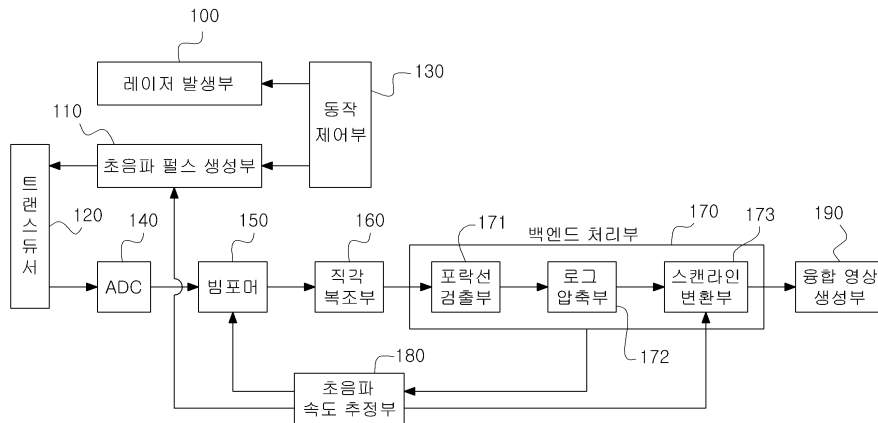 100
레이저 발생부
130
동작
제어부
110
초음파 펄스 생성부
트랜스듀서
120
140
ADC
150
빔포머
160
직각
복조부
백엔드 처리부
170
171
포락선
검출부
로그
압축부
172
173
스캔라인
변환부
190
융합 영상
생성부
180
초음파
속도 추정부